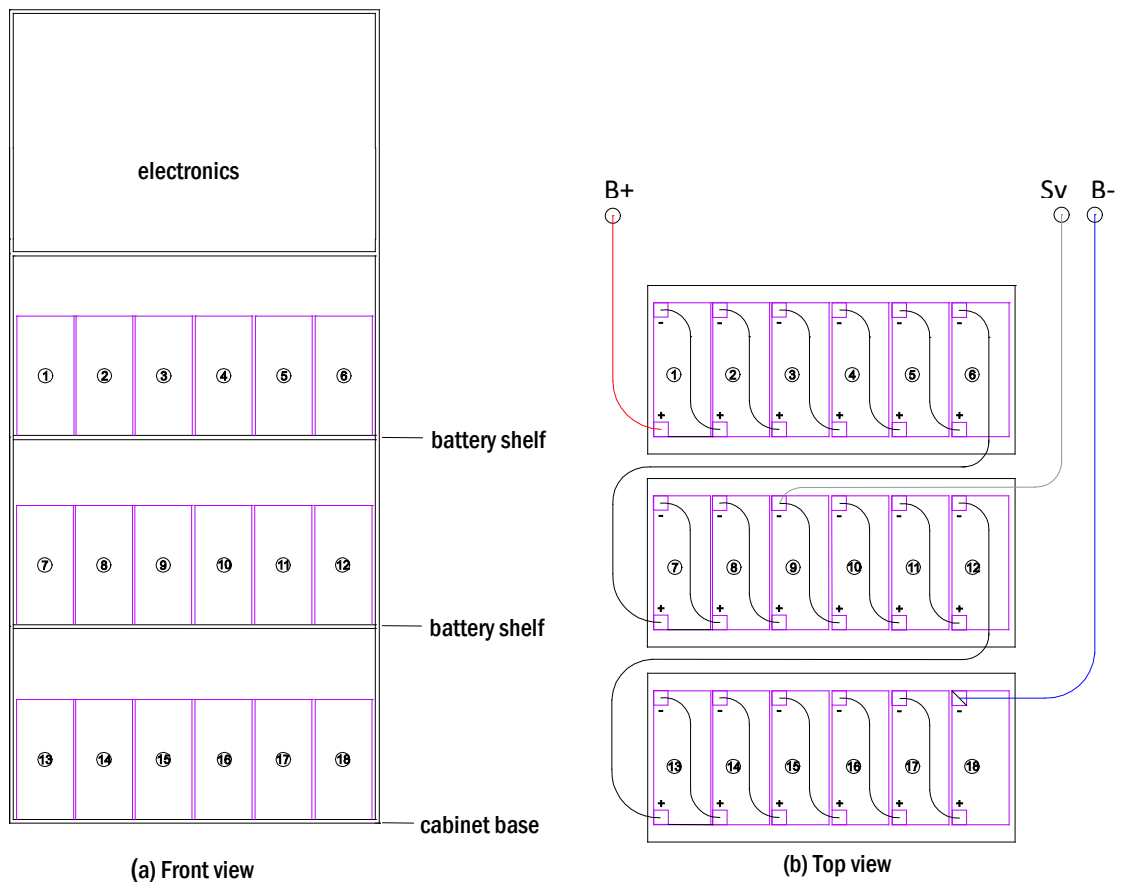 electronics
① ② ③ ④ ⑤ ⑥
battery shelf
⑦ ⑧ ⑨ ⑩ ⑪ ⑫
battery shelf
⑬ ⑭ ⑮ ⑯ ⑰ ⑱
cabinet base
(a) Front view
B+ Sv B-
- - - - - -
① ② ③ ④ ⑤ ⑥
+ + + + + +
- - - - - -
⑦ ⑧ ⑨ ⑩ ⑪ ⑫
+ + + + + +
- - - - - -
⑬ ⑭ ⑮ ⑯ ⑰ ⑱
+ + + + + +
(b) Top view